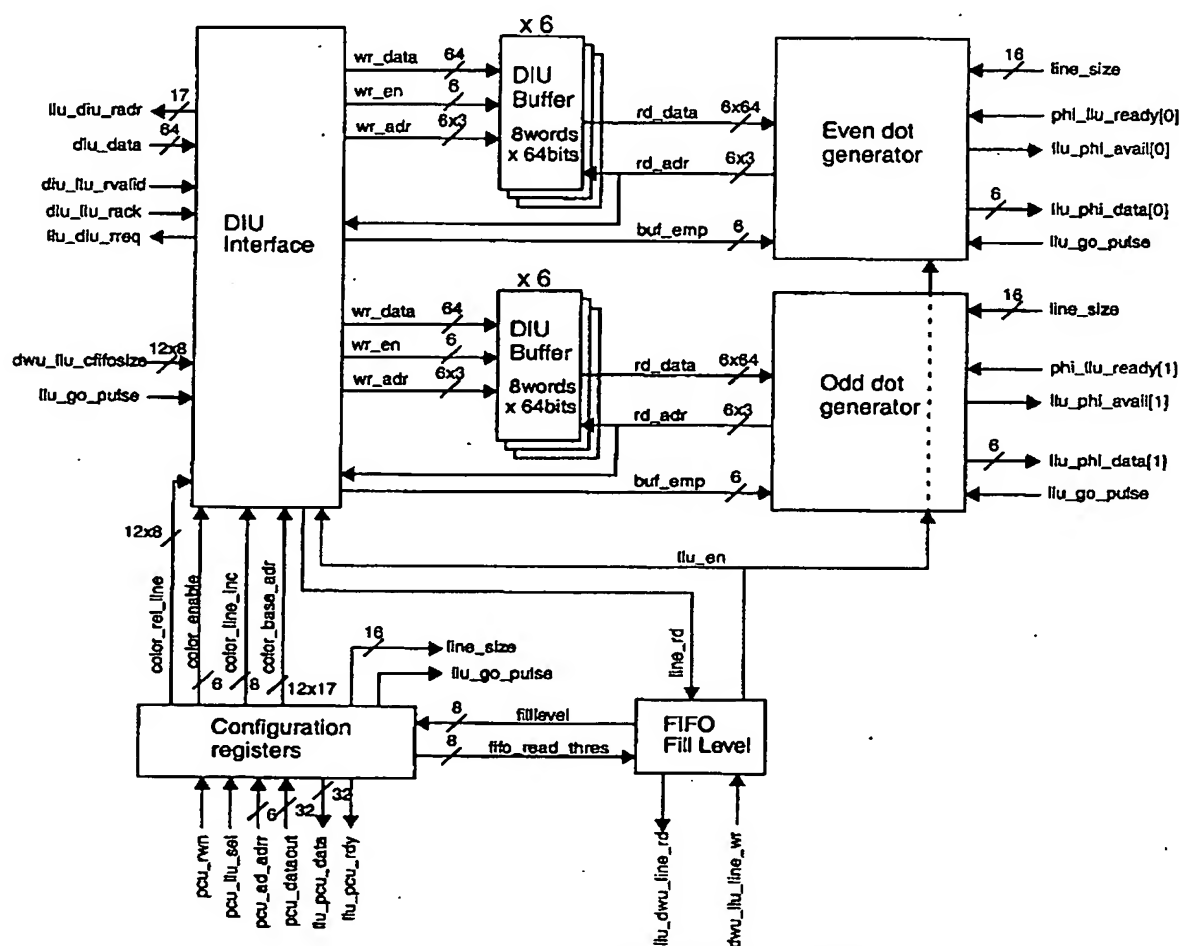 x 6
wr_data 64
wr_en 6
wr_adr 6x3
DIU
Buffer
8words
x 64bits
rd_data 6x64
rd_adr 6x3
buf_emp 6
Even dot
generator
16 line_size
phi_llu_ready[0]
llu_phi_avail[0]
6 llu_phi_data[0]
llu_go_pulse
llu_diu_radr 17
diu_data 64
diu_llu_rvalid
diu_llu_rack
llu_diu_rreq
DIU
Interface
dwu_llu_cfifosize 12x8
llu_go_pulse
x 6
wr_data 64
wr_en 6
wr_adr 6x3
DIU
Buffer
8words
x 64bits
rd_data 6x64
rd_adr 6x3
buf_emp 6
Odd dot
generator
16 line_size
phi_llu_ready[1]
llu_phi_avail[1]
6 llu_phi_data[1]
llu_go_pulse
12x8
color_rel_line
color_enable
6
color_line_inc
8
color_base_adr
12x17
llu_en
line_rd
16 line_size
llu_go_pulse
Configuration
registers
8 filllevel
8 fifo_read_thres
FIFO
Fill Level
pcu_rwn
pcu_llu_sel
pcu_ad_adrr
6
pcu_dataout
32
llu_pcu_data
32
llu_pcu_rdy
llu_dwu_line_rd
dwu_llu_line_wr